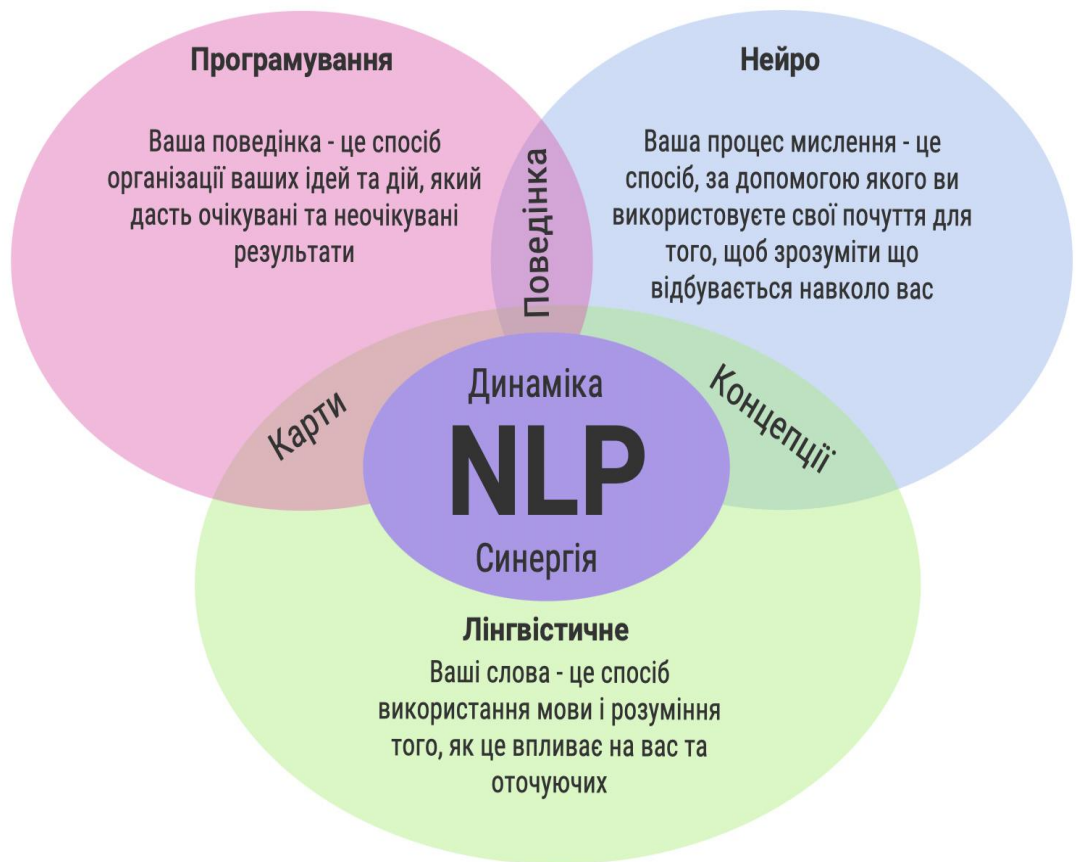 Програмування
Ваша поведінка - це спосіб
організації ваших ідей та дій, який
дасть очікувані та неочікувані
результати
Нейро
Ваша процес мислення - це
спосіб, за допомогою якого ви
використовуєте свої почуття для
того, щоб зрозуміти що
відбувається навколо вас
Поведінка
Карти
Концепції
Динаміка
NLP
Синергія
Лінгвістичне
Ваші слова - це спосіб
використання мови і розуміння
того, як це впливає на вас та
оточуючих